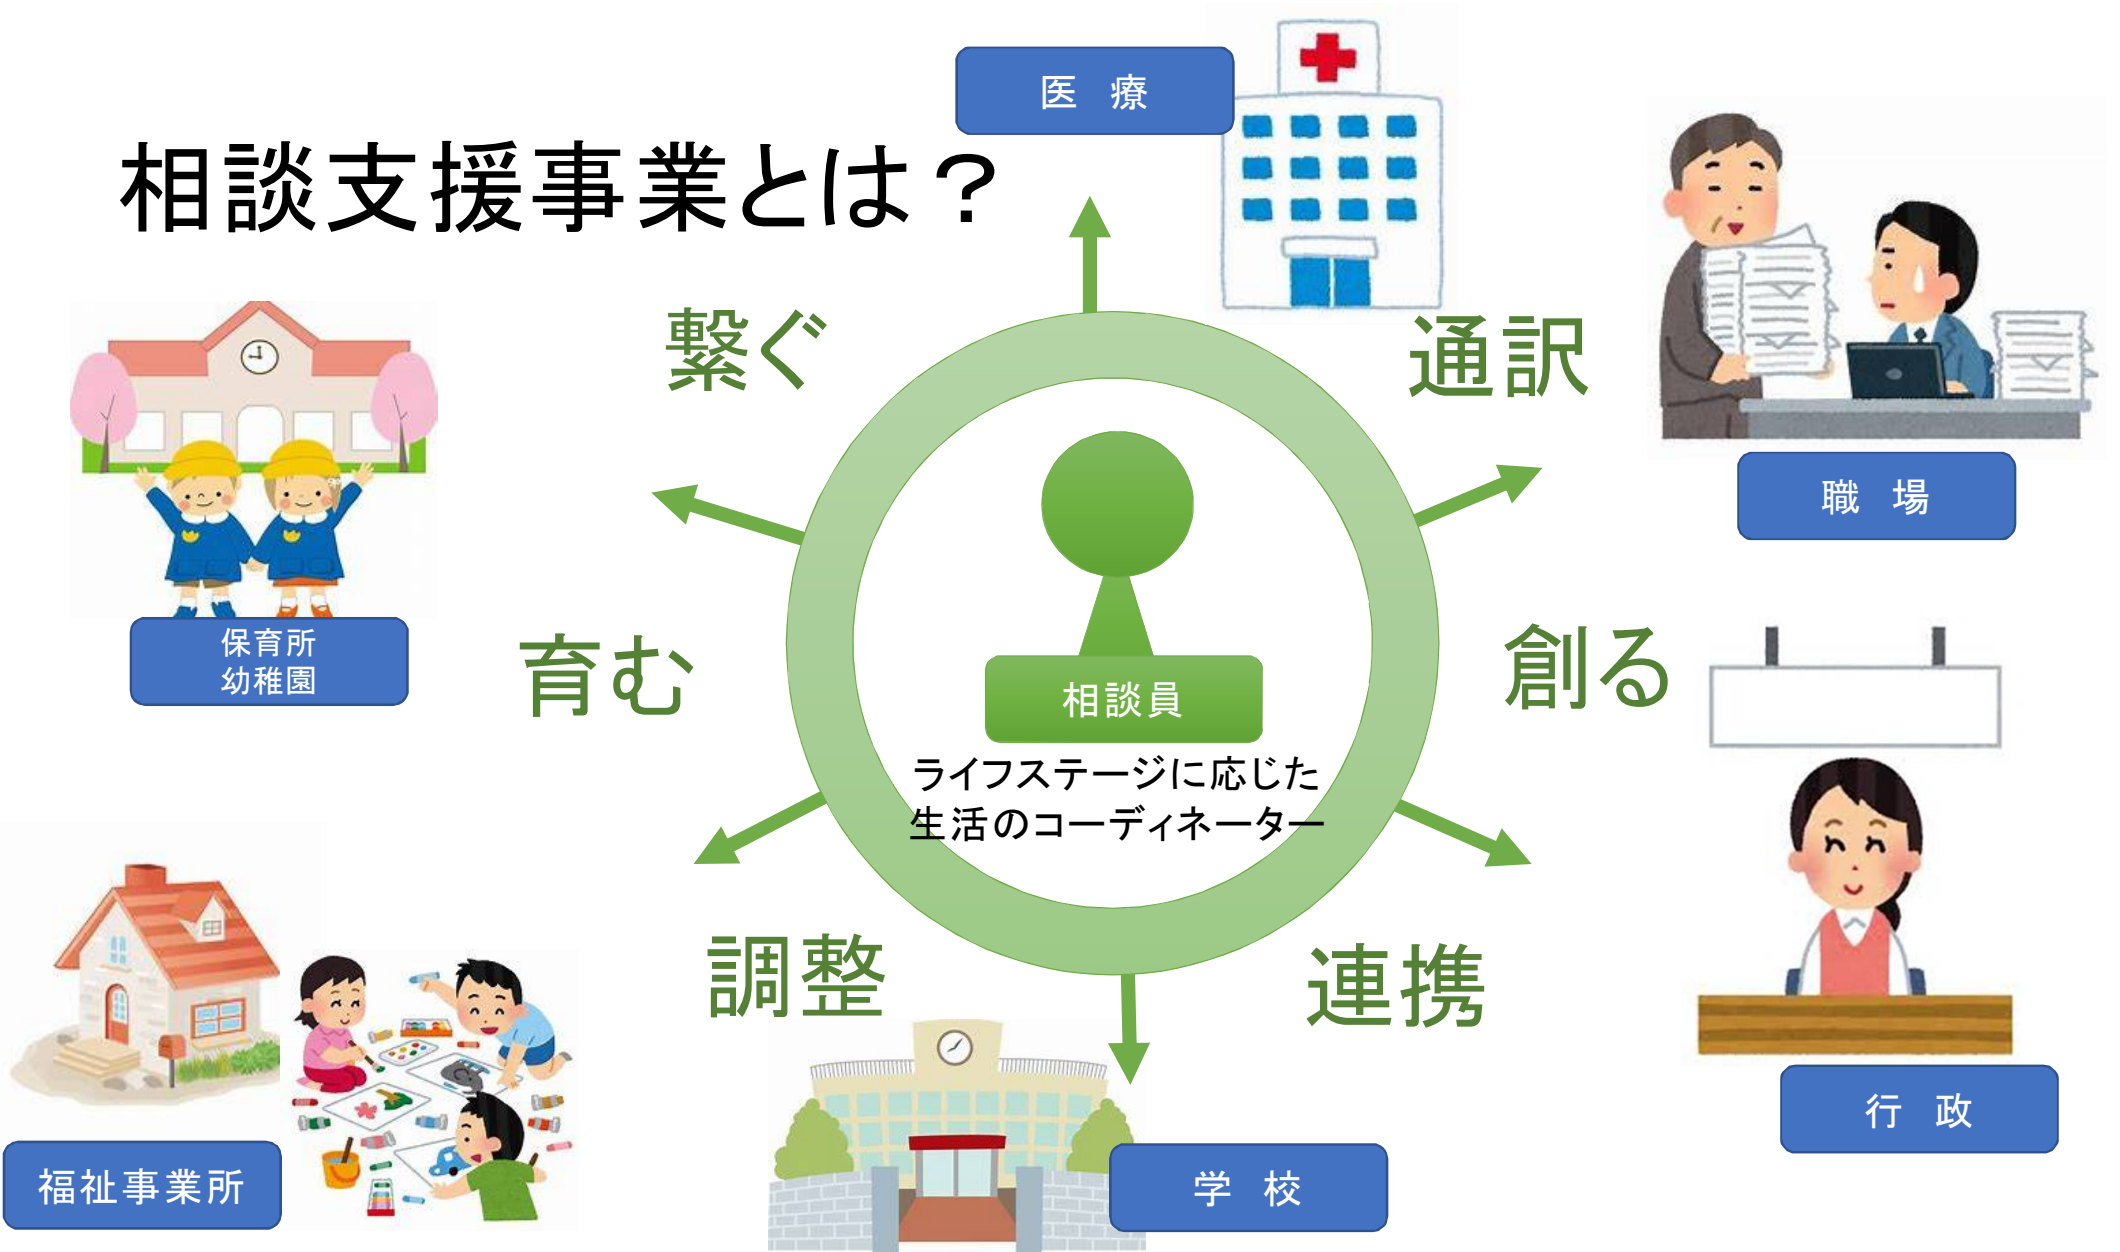 相談支援事業とは？
医　療
繋ぐ
通訳
職　場
保育所
幼稚園
育む
創る
相談員
ライフステージに応じた
生活のコーディネーター
調整
連携
行　政
福祉事業所
学　校